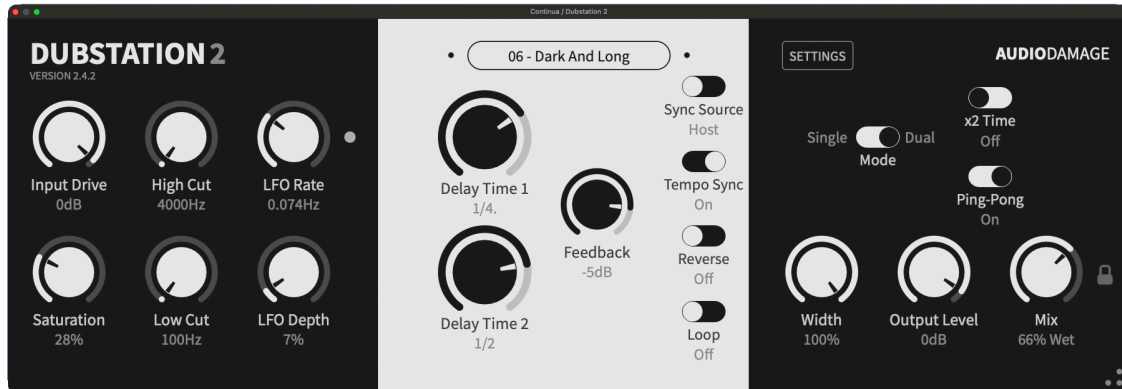 Continua / Dubstation 2
DUBSTATION 2
VERSION 2.4.2
Input Drive
0dB
High Cut
4000Hz
LFO Rate
0.074Hz
Saturation
28%
Low Cut
100Hz
LFO Depth
7%
06 - Dark And Long
Delay Time 1
1/4.
Delay Time 2
1/2
Feedback
-5dB
Sync Source
Host
Tempo Sync
On
Reverse
Off
Loop
Off
SETTINGS
AUDIODAMAGE
x2 Time
Off
Single Dual
Mode
Ping-Pong
On
Width
100%
Output Level
0dB
Mix
66% Wet